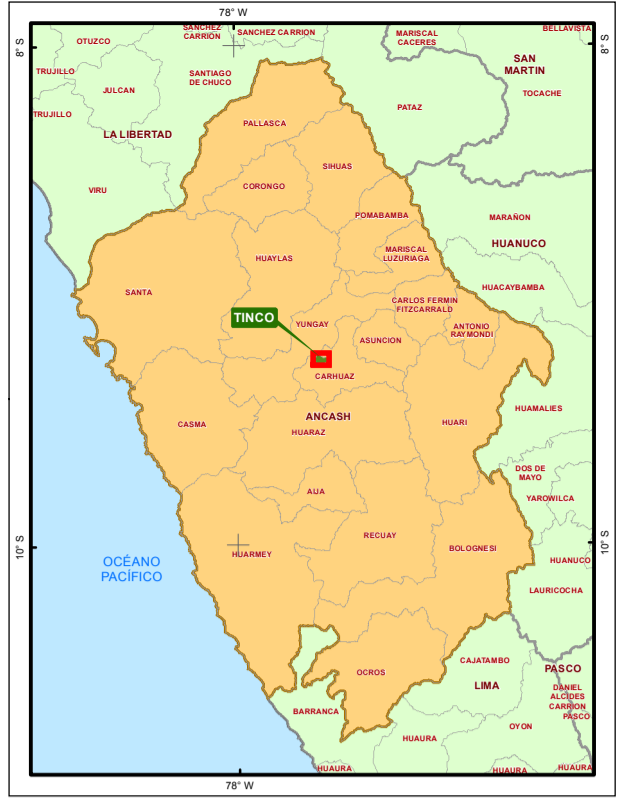 78° W
8° S
8° S
SANCHEZ
CARRIÓN
SANCHEZ CARRION
MARISCAL
CACERES
BELLAVISTA
OTUZCO
SAN
MARTIN
TRUJILLO
SANTIAGO
DE CHUCO
JULCAN
TOCACHE
TRUJILLO
PATAZ
PALLASCA
LA LIBERTAD
SIHUAS
VIRU
CORONGO
POMABAMBA
MARAÑON
HUANUCO
MARISCAL
LUZURIAGA
HUAYLAS
HUACAYBAMBA
SANTA
CARLOS FERMIN
FITZCARRALD
TINCO
YUNGAY
ANTONIO
RAYMONDI
ASUNCION
CARHUAZ
HUAMALIES
ANCASH
CASMA
HUARI
HUARAZ
DOS DE
MAYO
AIJA
YAROWILCA
RECUAY
10° S
10° S
HUARMEY
BOLOGNESI
OCÉANO
PACÍFICO
HUANUCO
LAURICOCHA
CAJATAMBO
PASCO
OCROS
LIMA
DANIEL
ALCIDES
CARRION
PASCO
BARRANCA
OYON
HUAURA
HUAURA
HUAURA
HUAURA
78° W